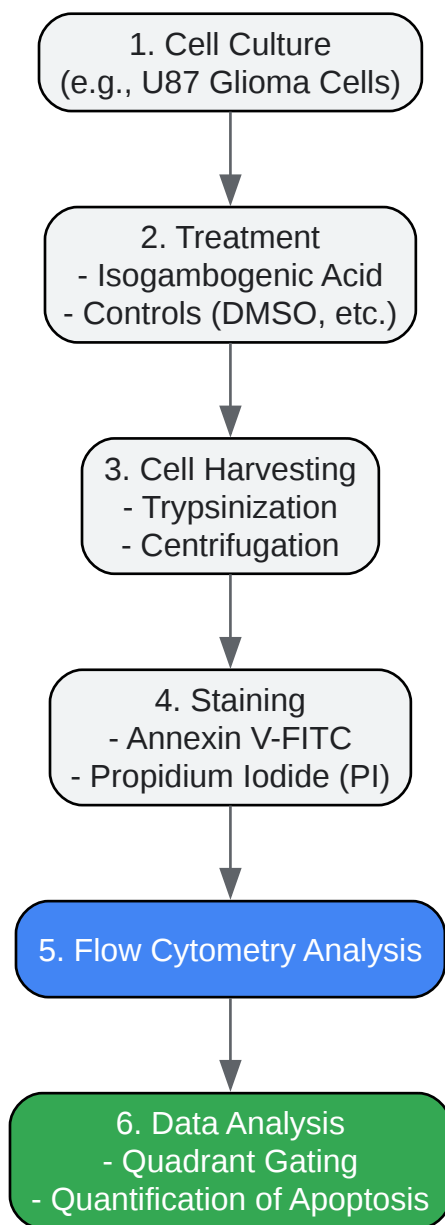 1. Cell Culture
(e.g., U87 Glioma Cells)
2. Treatment
- Isogambogenic Acid
- Controls (DMSO, etc.)
3. Cell Harvesting
- Trypsinization
- Centrifugation
4. Staining
- Annexin V-FITC
- Propidium Iodide (PI)
5. Flow Cytometry Analysis
6. Data Analysis
- Quadrant Gating
- Quantification of Apoptosis